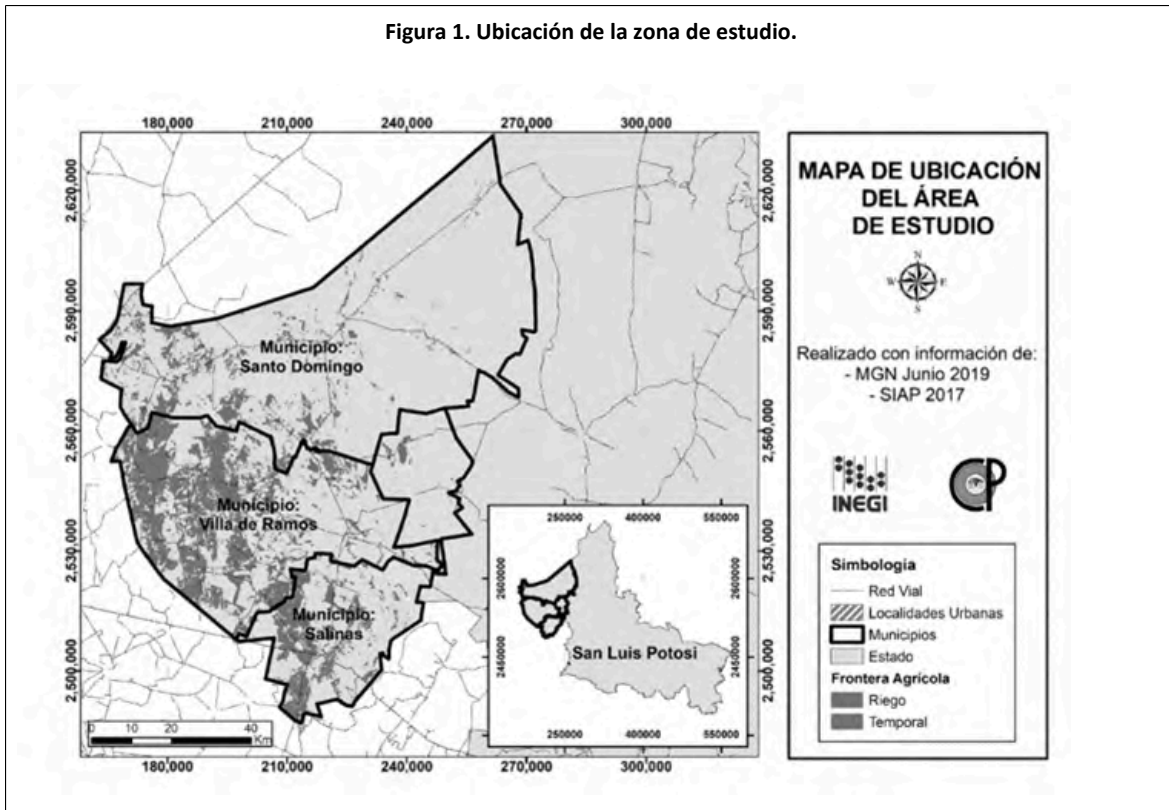 Figura 1. Ubicación de la zona de estudio.
180,000 210,000 240,000 270,000 300,000
2,620,000 2,620,000
2,590,000 2,590,000
2,560,000 2,560,000
2,530,000 2,530,000
2,500,000 2,500,000
Municipio:
Santo Domingo
Municipio:
Villa de Ramos
Municipio:
Salinas
0 10 20 40
Km
180,000 210,000 240,000 270,000 300,000
250000 400000 550000
2600000 2600000
2450000 2450000
San Luis Potosi
250000 400000 550000
MAPA DE UBICACIÓN
DEL ÁREA
DE ESTUDIO
N
W E
S
Realizado con información de:
- MGN Junio 2019
- SIAP 2017
INEGI
CP
Simbologia
Red Vial
Localidades Urbanas
Municipios
Estado
Frontera Agrícola
Riego
Temporal